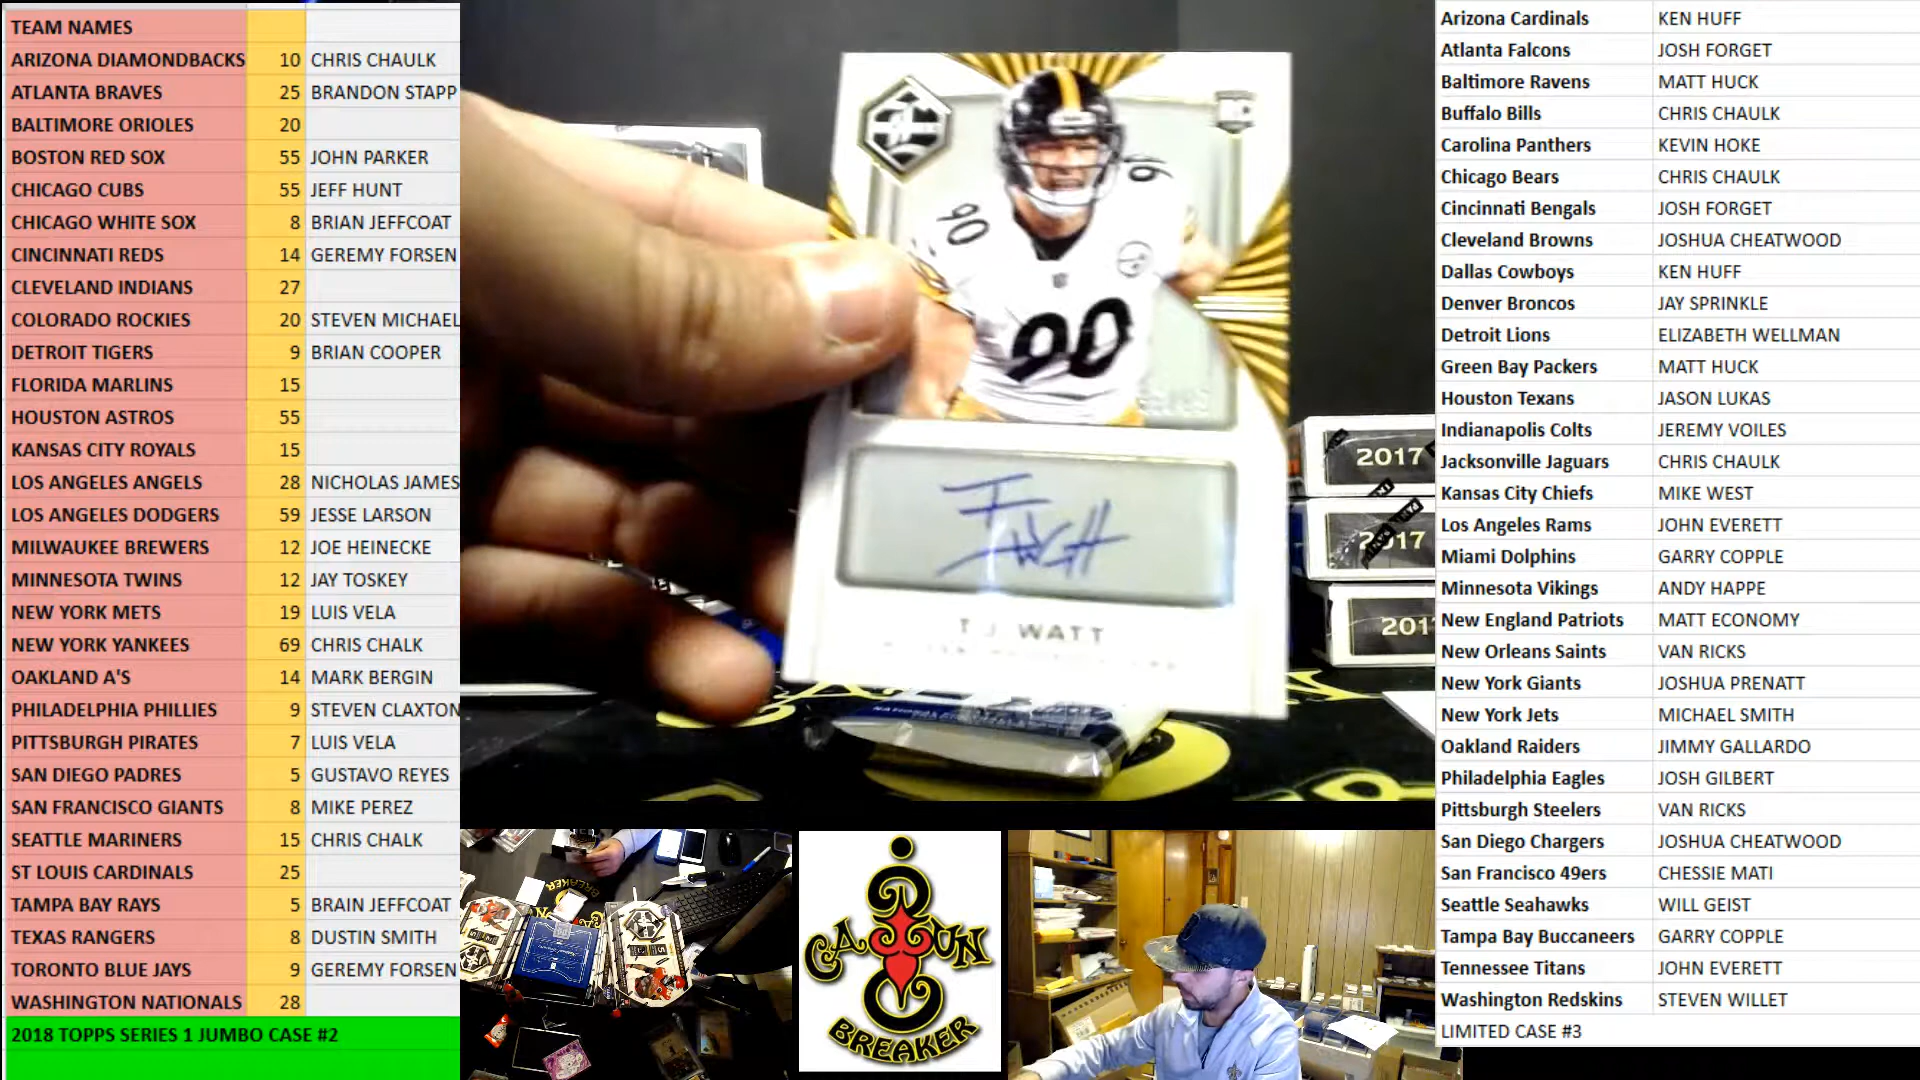 TEAM NAMES
ARIZONA DIAMONDBACKS 10 CHRIS CHAULK
ATLANTA BRAVES 25 BRANDON STAPP
BALTIMORE ORIOLES 20
BOSTON RED SOX 55 JOHN PARKER
CHICAGO CUBS 55 JEFF HUNT
CHICAGO WHITE SOX 8 BRIAN JEFFCOAT
CINCINNATI REDS 14 GEREMY FORSEN
CLEVELAND INDIANS 27
COLORADO ROCKIES 20 STEVEN MICHAEL
DETROIT TIGERS 9 BRIAN COOPER
FLORIDA MARLINS 15
HOUSTON ASTROS 55
KANSAS CITY ROYALS 15
LOS ANGELES ANGELS 28 NICHOLAS JAMES
LOS ANGELES DODGERS 59 JESSE LARSON
MILWAUKEE BREWERS 12 JOE HEINECKE
MINNESOTA TWINS 12 JAY TOSKEY
NEW YORK METS 19 LUIS VELA
NEW YORK YANKEES 69 CHRIS CHALK
OAKLAND A'S 14 MARK BERGIN
PHILADELPHIA PHILLIES 9 STEVEN CLAXTON
PITTSBURGH PIRATES 7 LUIS VELA
SAN DIEGO PADRES 5 GUSTAVO REYES
SAN FRANCISCO GIANTS 8 MIKE PEREZ
SEATTLE MARINERS 15 CHRIS CHALK
ST LOUIS CARDINALS 25
TAMPA BAY RAYS 5 BRAIN JEFFCOAT
TEXAS RANGERS 8 DUSTIN SMITH
TORONTO BLUE JAYS 9 GEREMY FORSEN
WASHINGTON NATIONALS 28
2018 TOPPS SERIES 1 JUMBO CASE #2
90
90
90
T.J. WATT
2017
2017
201
CAJUN
BREAKER
Arizona Cardinals KEN HUFF
Atlanta Falcons JOSH FORGET
Baltimore Ravens MATT HUCK
Buffalo Bills CHRIS CHAULK
Carolina Panthers KEVIN HOKE
Chicago Bears CHRIS CHAULK
Cincinnati Bengals JOSH FORGET
Cleveland Browns JOSHUA CHEATWOOD
Dallas Cowboys KEN HUFF
Denver Broncos JAY SPRINKLE
Detroit Lions ELIZABETH WELLMAN
Green Bay Packers MATT HUCK
Houston Texans JASON LUKAS
Indianapolis Colts JEREMY VOILES
Jacksonville Jaguars CHRIS CHAULK
Kansas City Chiefs MIKE WEST
Los Angeles Rams JOHN EVERETT
Miami Dolphins GARRY COPPLE
Minnesota Vikings ANDY HAPPE
New England Patriots MATT ECONOMY
New Orleans Saints VAN RICKS
New York Giants JOSHUA PRENATT
New York Jets MICHAEL SMITH
Oakland Raiders JIMMY GALLARDO
Philadelphia Eagles JOSH GILBERT
Pittsburgh Steelers VAN RICKS
San Diego Chargers JOSHUA CHEATWOOD
San Francisco 49ers CHESSIE MATI
Seattle Seahawks WILL GEIST
Tampa Bay Buccaneers GARRY COPPLE
Tennessee Titans JOHN EVERETT
Washington Redskins STEVEN WILLET
LIMITED CASE #3